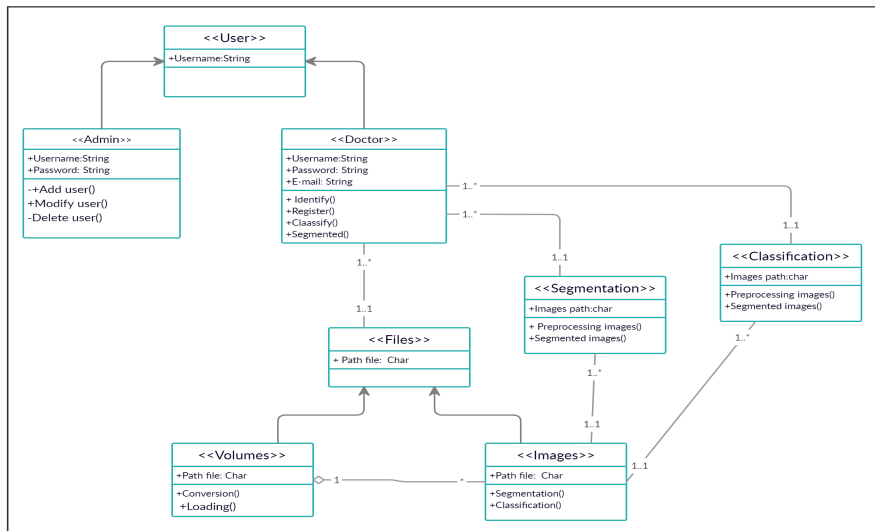 <<User>>
+Username:String
<<Admin>>
+Username:String
+Password: String
-+Add user()
+Modify user()
-Delete user()
<<Doctor>>
+Username:String
+Password: String
+E-mail: String
+ Identify()
+Register()
+Claassify()
+Segmented()
1..*
1..*
1..*
1..1
1..1
1..1
<<Classification>>
+Images path:char
+Preprocessing images()
+Segmented images()
<<Segmentation>>
+Images path:char
+ Preprocessing images()
+Segmented images()
<<Files>>
+ Path file: Char
1..*
1..*
1..1
1..1
<<Volumes>>
+Path file: Char
+Conversion()
+Loading()
1
*
<<Images>>
+Path file: Char
+Segmentation()
+Classification()